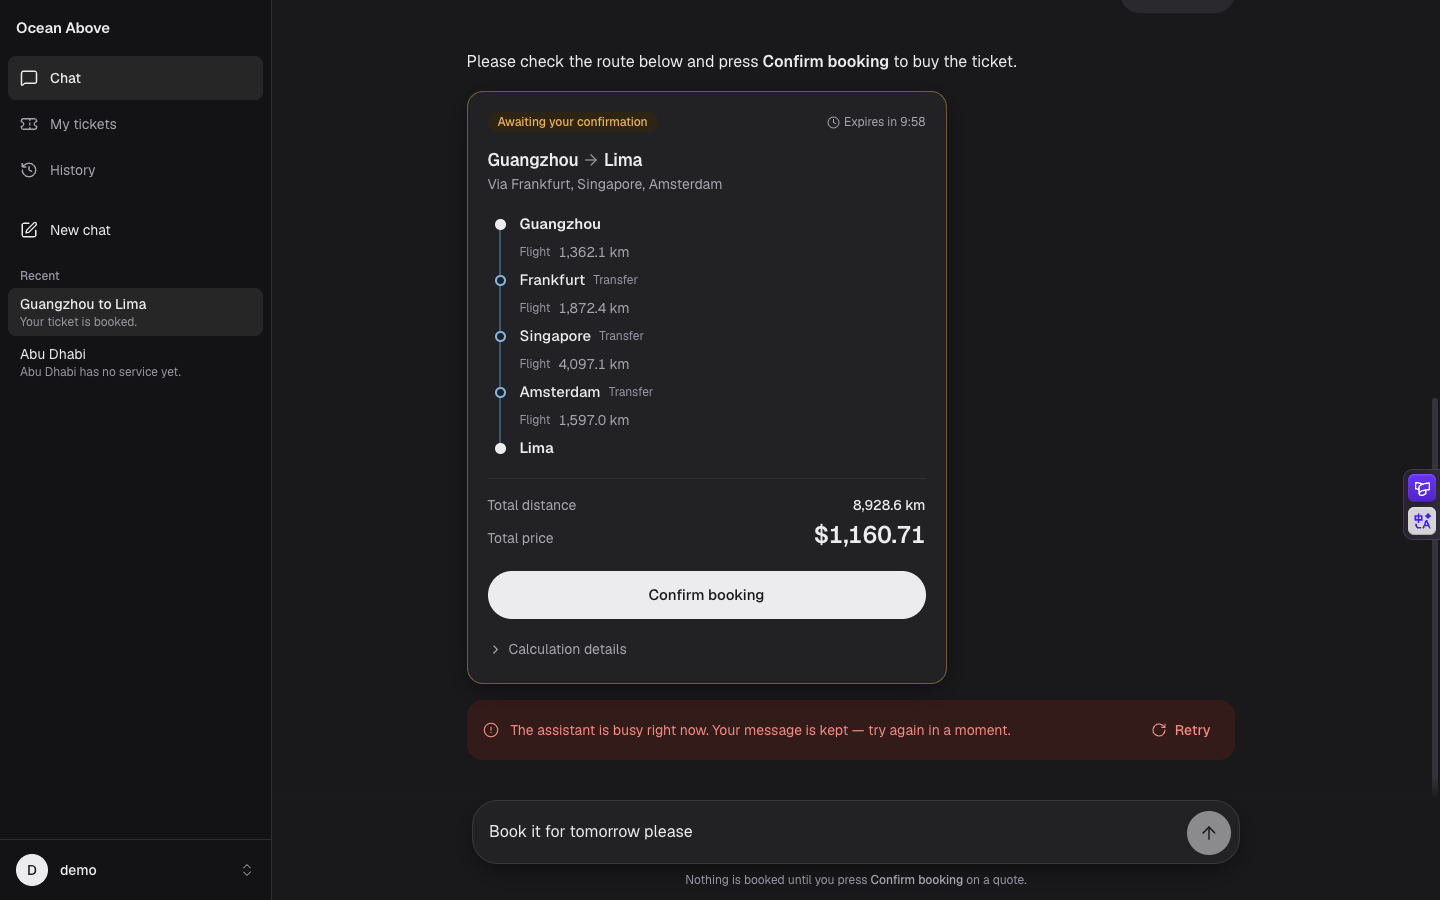 Ocean Above
Chat
My tickets
History
New chat
Recent
Guangzhou to Lima
Your ticket is booked.
Abu Dhabi
Abu Dhabi has no service yet.
D
demo
Please check the route below and press Confirm booking to buy the ticket.
Awaiting your confirmation
Expires in 9:58
Guangzhou → Lima
Via Frankfurt, Singapore, Amsterdam
Guangzhou
Flight 1,362.1 km
Frankfurt Transfer
Flight 1,872.4 km
Singapore Transfer
Flight 4,097.1 km
Amsterdam Transfer
Flight 1,597.0 km
Lima
Total distance 8,928.6 km
Total price $1,160.71
Confirm booking
Calculation details
The assistant is busy right now. Your message is kept — try again in a moment.
Retry
Book it for tomorrow please
Nothing is booked until you press Confirm booking on a quote.
中A